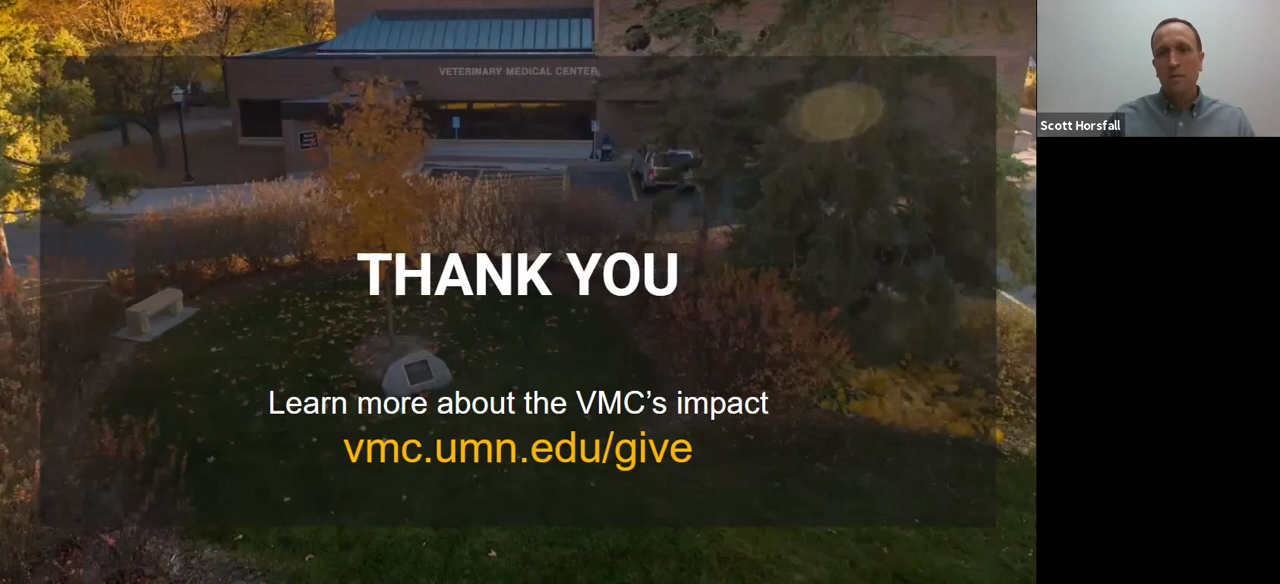 VETERINARY MEDICAL CENTER
Scott Horsfall
THANK YOU
Learn more about the VMC’s impact
vmc.umn.edu/give